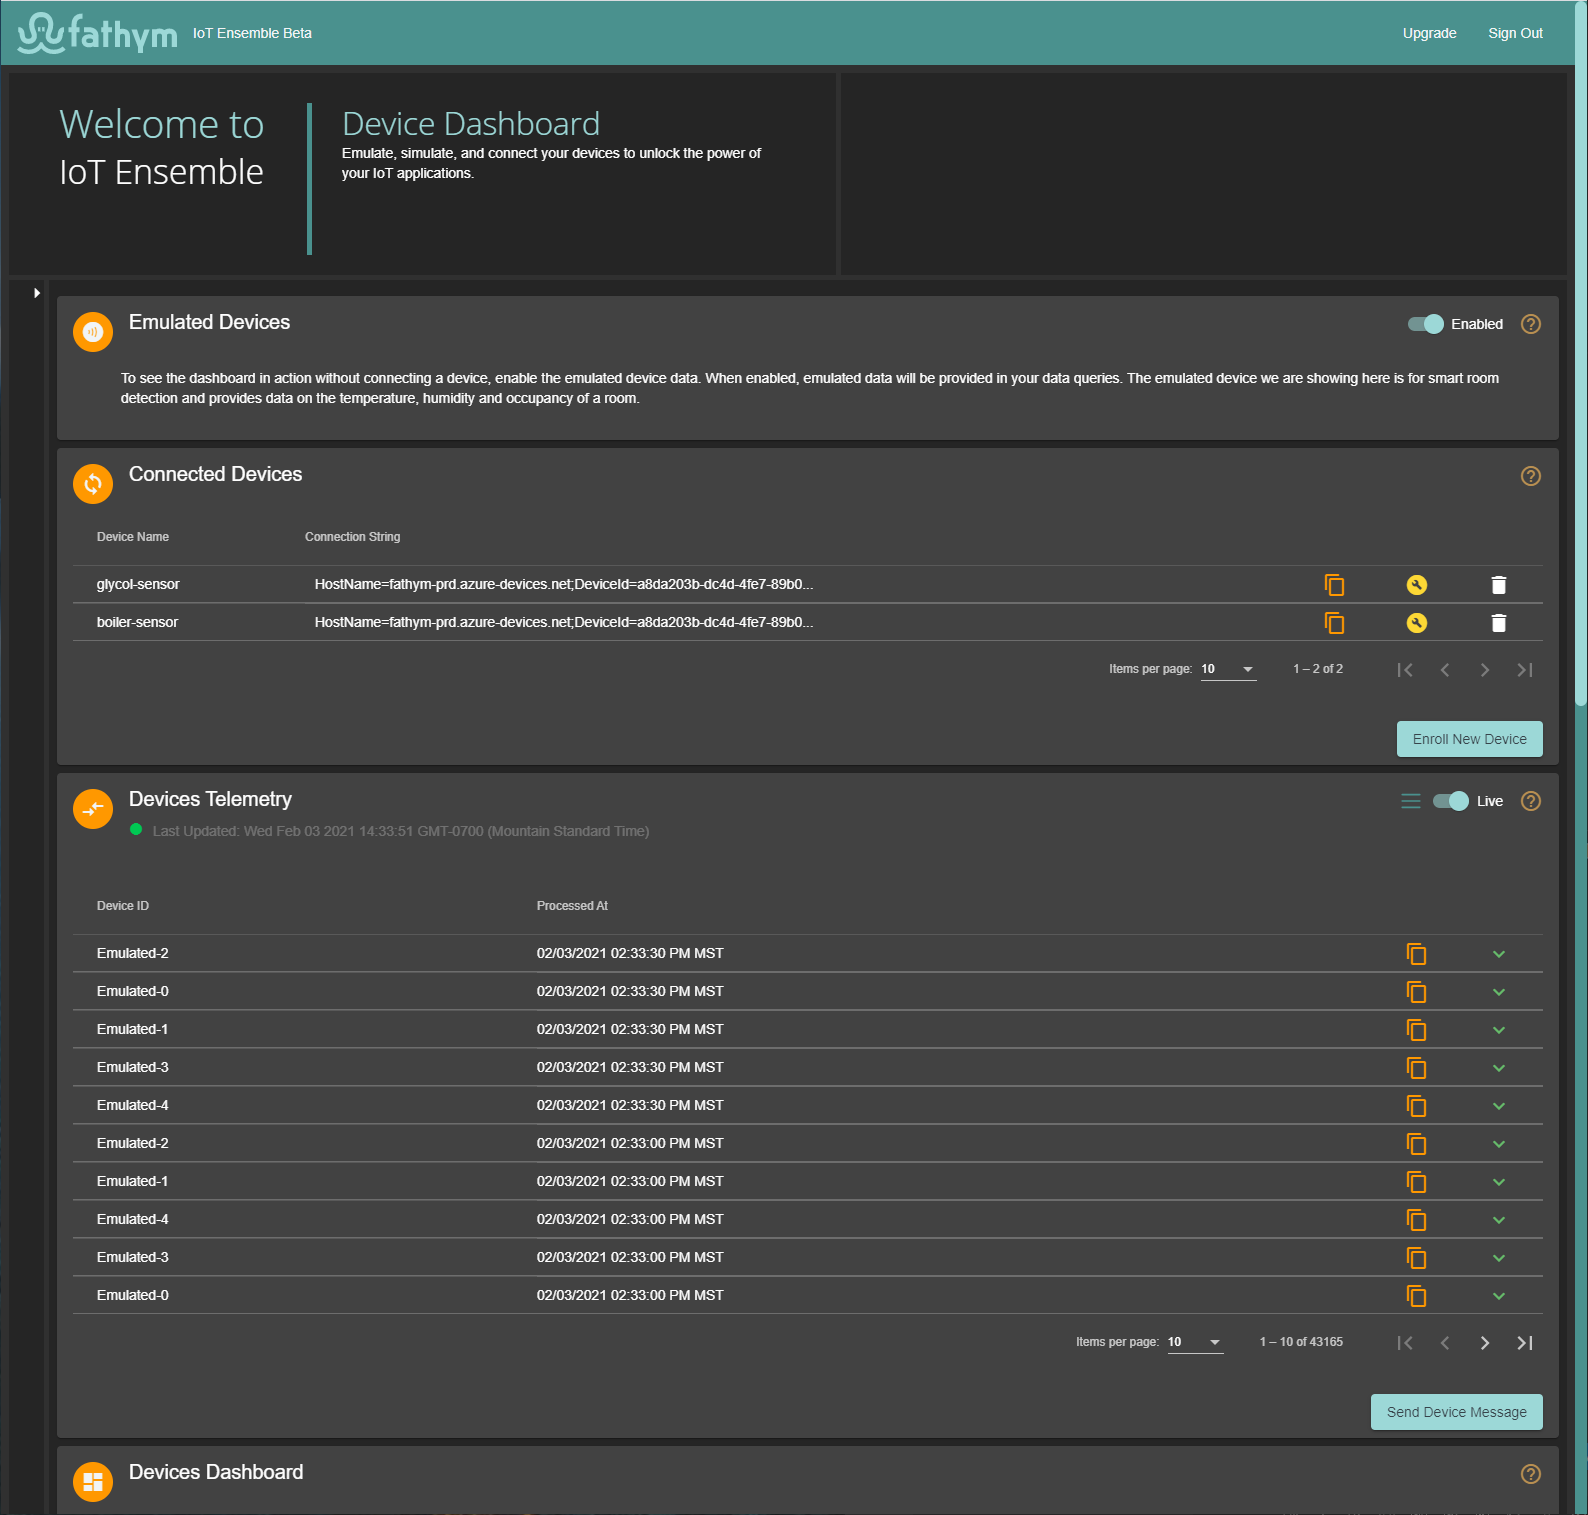 fathym IoT Ensemble Beta Upgrade Sign Out
Welcome to
IoT Ensemble
Device Dashboard
Emulate, simulate, and connect your devices to unlock the power of
your IoT applications.
Emulated Devices Enabled
To see the dashboard in action without connecting a device, enable the emulated device data. When enabled, emulated data will be provided in your data queries. The emulated device we are showing here is for smart room
detection and provides data on the temperature, humidity and occupancy of a room.
Connected Devices
Device Name Connection String
glycol-sensor HostName=fathym-prd.azure-devices.net;DeviceId=a8da203b-dc4d-4fe7-89b0...
boiler-sensor HostName=fathym-prd.azure-devices.net;DeviceId=a8da203b-dc4d-4fe7-89b0...
Items per page: 10 1 – 2 of 2
Enroll New Device
Devices Telemetry Live
Last Updated: Wed Feb 03 2021 14:33:51 GMT-0700 (Mountain Standard Time)
Device ID Processed At
Emulated-2 02/03/2021 02:33:30 PM MST
Emulated-0 02/03/2021 02:33:30 PM MST
Emulated-1 02/03/2021 02:33:30 PM MST
Emulated-3 02/03/2021 02:33:30 PM MST
Emulated-4 02/03/2021 02:33:30 PM MST
Emulated-2 02/03/2021 02:33:00 PM MST
Emulated-1 02/03/2021 02:33:00 PM MST
Emulated-4 02/03/2021 02:33:00 PM MST
Emulated-3 02/03/2021 02:33:00 PM MST
Emulated-0 02/03/2021 02:33:00 PM MST
Items per page: 10 1 – 10 of 43165
Send Device Message
Devices Dashboard